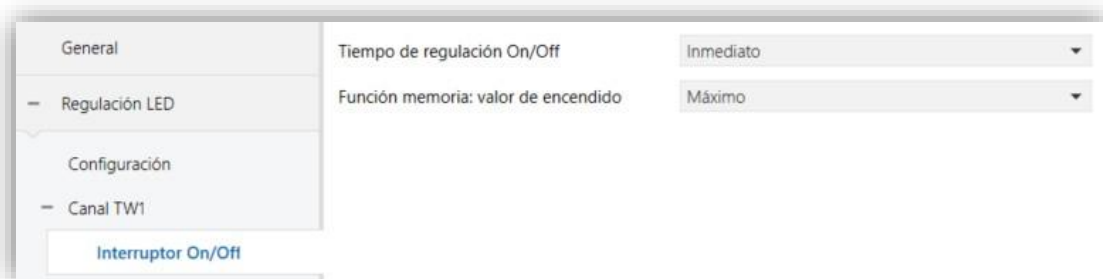 General
Regulación LED
Configuración
Canal TW1
Interruptor On/Off
Tiempo de regulación On/Off Inmediato
Función memoria: valor de encendido Máximo